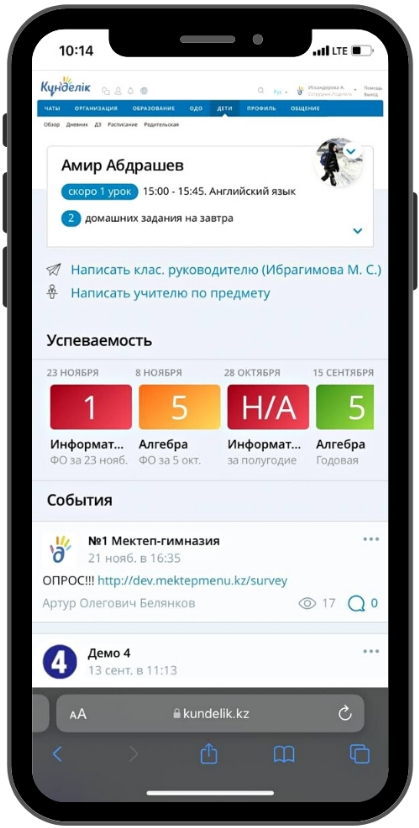 10:14
LTE
Күнделік
Рус
Искандерова А.
Помощь
Выход
ЧАТЫ ОРГАНИЗАЦИЯ ОБРАЗОВАНИЕ ОДО ДЕТИ ПРОФИЛЬ ОБЩЕНИЕ
Обзор Дневник ДЗ Расписание Родительская
Амир Абдрашев
скоро 1 урок 15:00 - 15:45. Английский язык
2 домашних задания на завтра
Написать клас. руководителю (Ибрагимова М. С.)
Написать учителю по предмету
Успеваемость
23 НОЯБРЯ 8 НОЯБРЯ 28 ОКТЯБРЯ 15 СЕНТЯБРЯ
1 5 Н/А 5
Информат... Алгебра Информат... Алгебра
ФО за 23 нояб. ФО за 5 окт. за полугодие Годовая
События
№1 Мектеп-гимназия
21 нояб. в 16:35
ОПРОС!!! http://dev.mektepmenu.kz/survey
Артур Олегович Белянков 17 0
4 Демо 4
13 сент. в 11:13
AA kundelik.kz